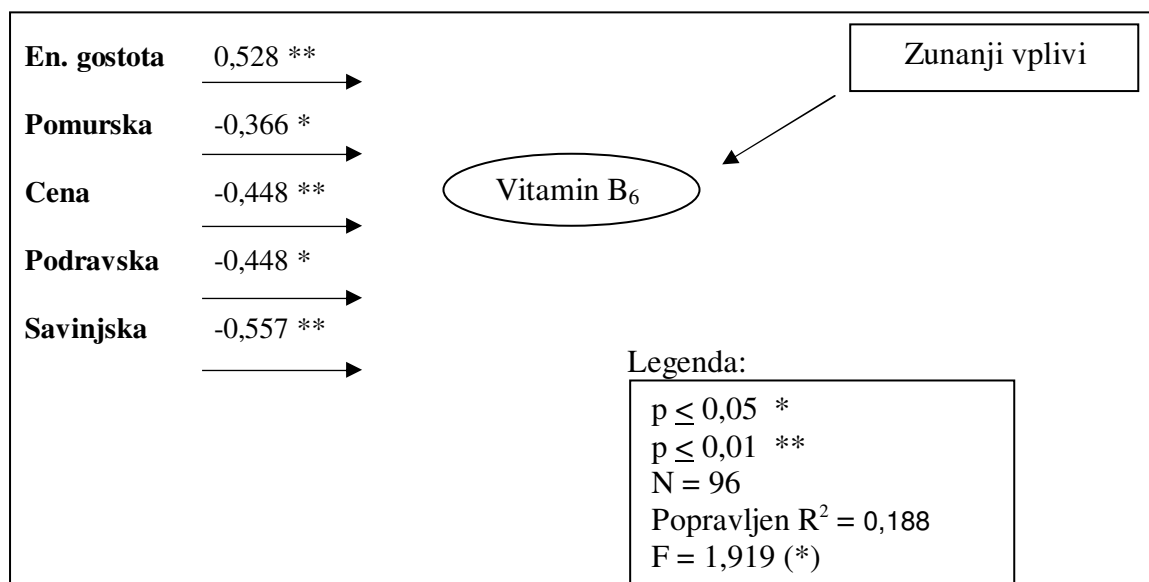 En. gostota 0,528 **
Zunanji vplivi
Pomurska -0,366 *
Cena -0,448 **
Vitamin B₆
Podravska -0,448 *
Savinjska -0,557 **
Legenda:
p ≤ 0,05 *
p ≤ 0,01 **
N = 96
Popravljen R² = 0,188
F = 1,919 (*)